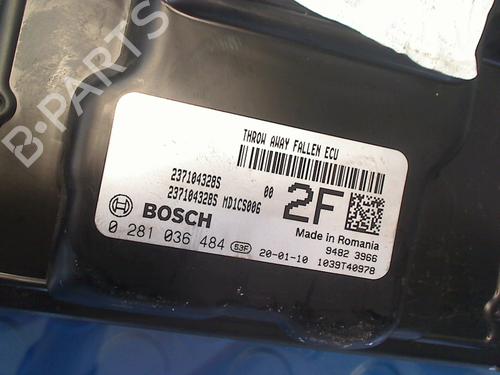 B-PARTS
THROW AWAY FALLEN ECU
237104328S 00
237104328S MD1CS006
2F
BOSCH
Made in Romania
0 281 036 484 53F
9482 3966
20-01-10 1039T40978